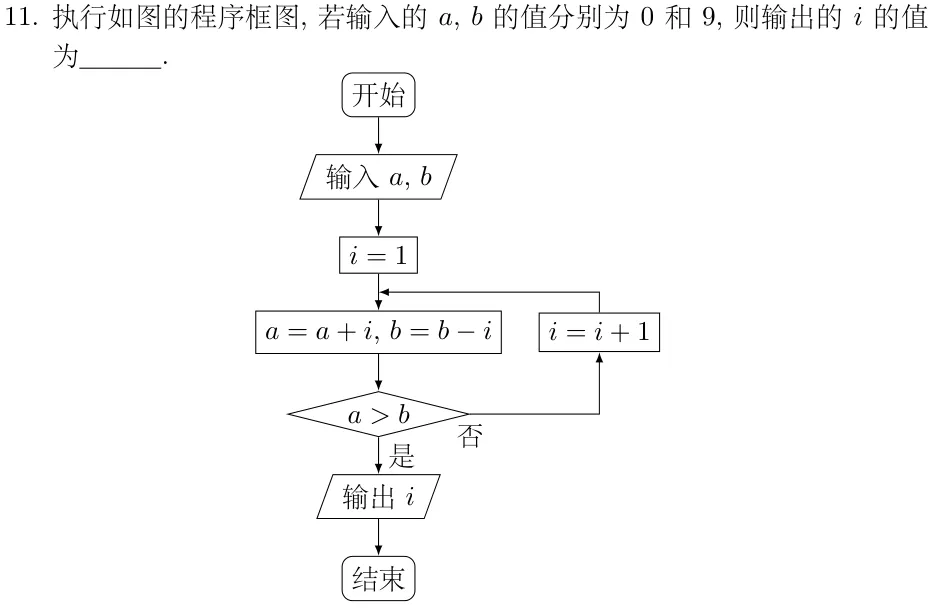 11. 执行如图的程序框图, 若输入的 a, b 的值分别为 0 和 9, 则输出的 i 的值
为______.
开始
输入 a, b
i = 1
a = a + i, b = b − i
i = i + 1
a > b
否
是
输出 i
结束